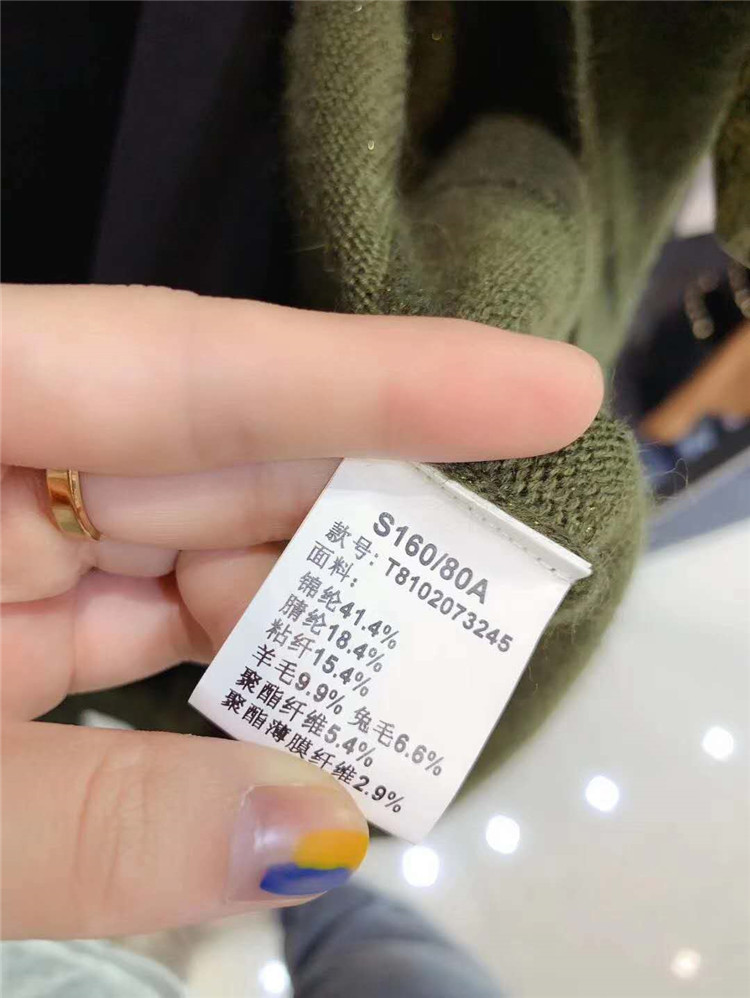 S160/80A
款号: T8102073245
面料:
锦纶41.4%
腈纶18.4%
粘纤15.4%
羊毛9.9% 兔毛6.6%
聚酯纤维5.4%
聚酯薄膜纤维2.9%